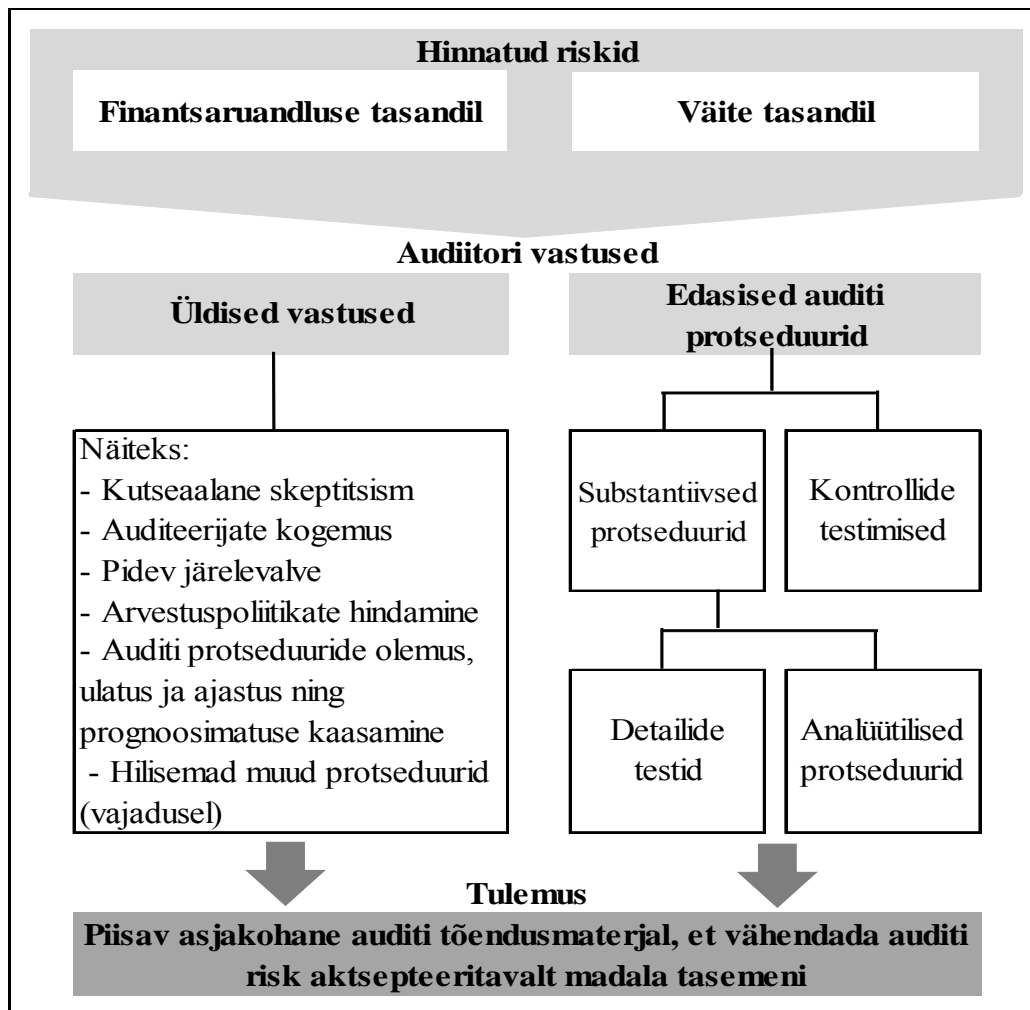 Hinnatud riskid
Finantsaruandluse tasandil
Väite tasandil
Audiitori vastused
Üldised vastused
Edasised auditi
protseduurid
Näiteks:
- Kutseaalane skeptitsism
- Auditeerijate kogemus
- Pidev järelevalve
- Arvestuspoliitikate hindamine
- Auditi protseduuride olemus,
ulatus ja ajastus ning
prognoosimatuse kaasamine
- Hilisemad muud protseduurid
(vajadusel)
Substantiivsed
protseduurid
Kontrollide
testimised
Detailide
testid
Analüütilised
protseduurid
Tulemus
Piisav asjakohane auditi tõendusmaterjal, et vähendada auditi
risk aktsepteeritavalt madala tasemeni